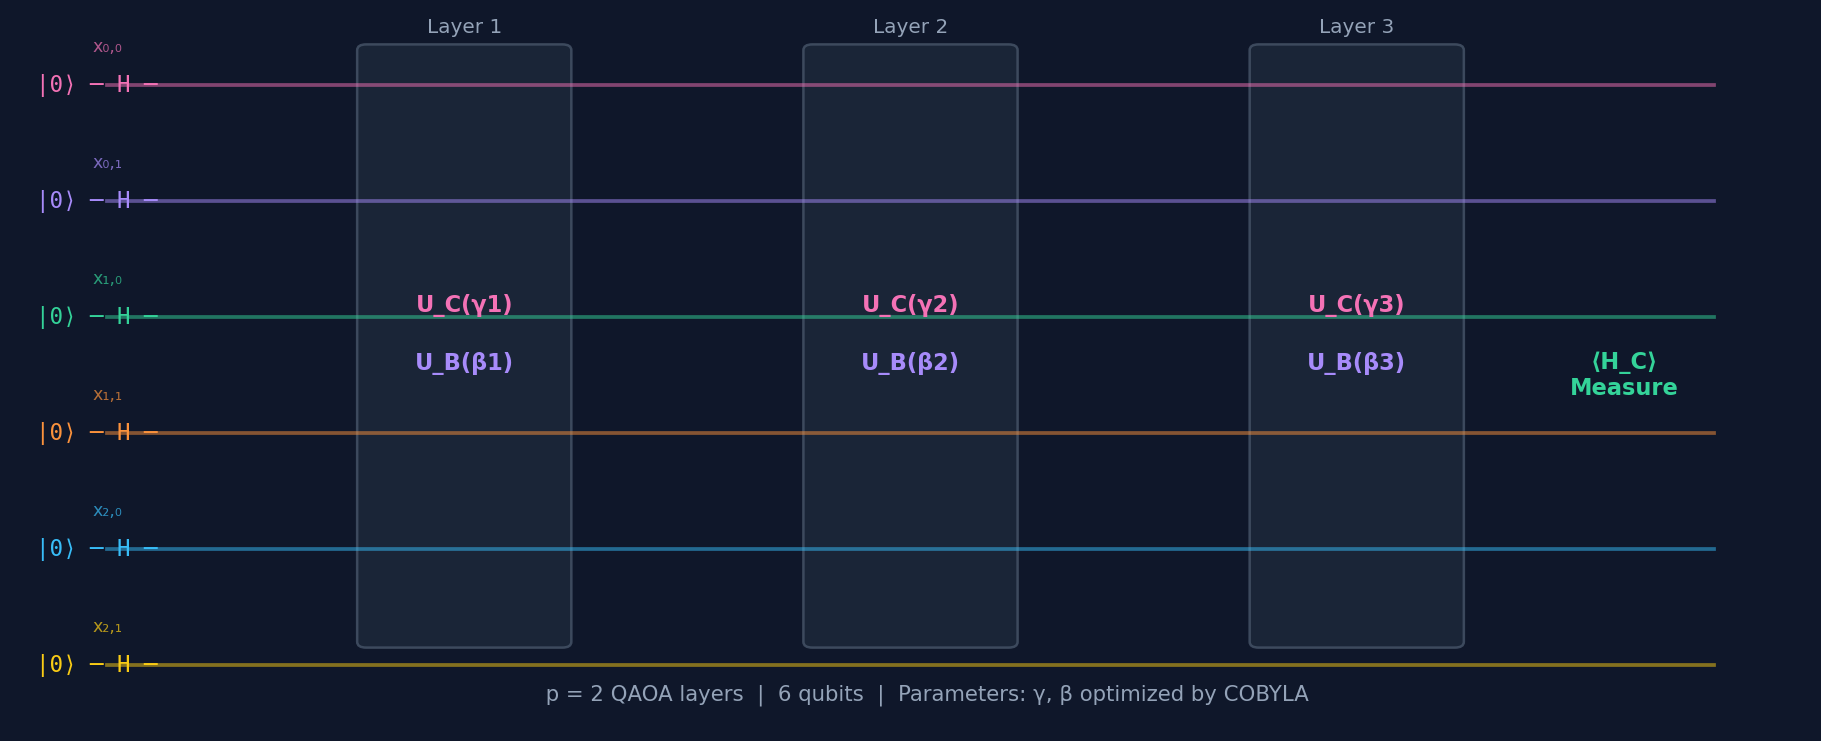 Layer 1 Layer 2 Layer 3
x₀,₀
|0⟩ — H —
x₀,₁
|0⟩ — H —
x₁,₀
U_C(γ1) U_C(γ2) U_C(γ3)
|0⟩ — H —
U_B(β1) U_B(β2) U_B(β3) ⟨H_C⟩
Measure
x₁,₁
|0⟩ — H —
x₂,₀
|0⟩ — H —
x₂,₁
|0⟩ — H —
p = 2 QAOA layers | 6 qubits | Parameters: γ, β optimized by COBYLA